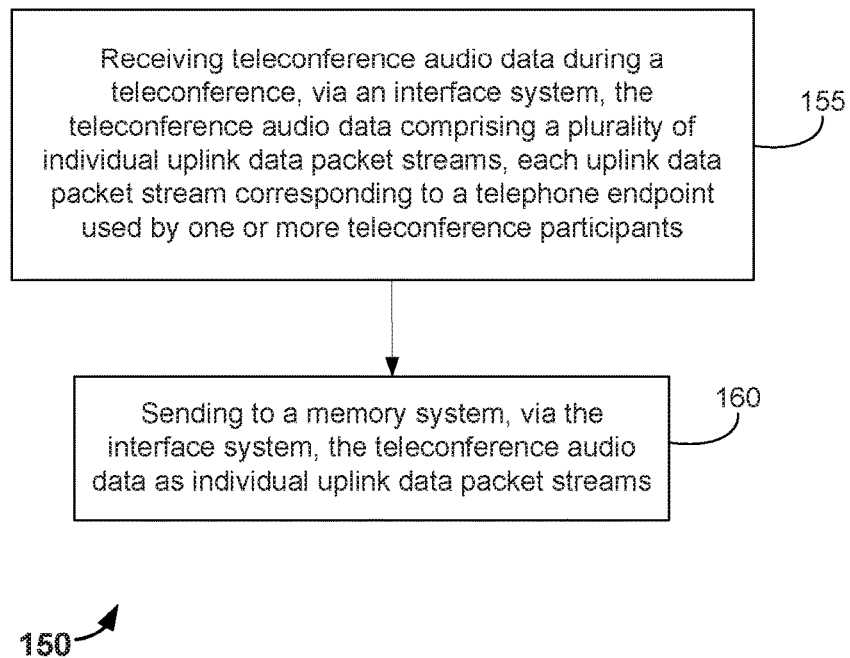 Receiving teleconference audio data during a
teleconference, via an interface system, the
teleconference audio data comprising a plurality of
individual uplink data packet streams, each uplink data
packet stream corresponding to a telephone endpoint
used by one or more teleconference participants
155
Sending to a memory system, via the
interface system, the teleconference audio
data as individual uplink data packet streams
160
150